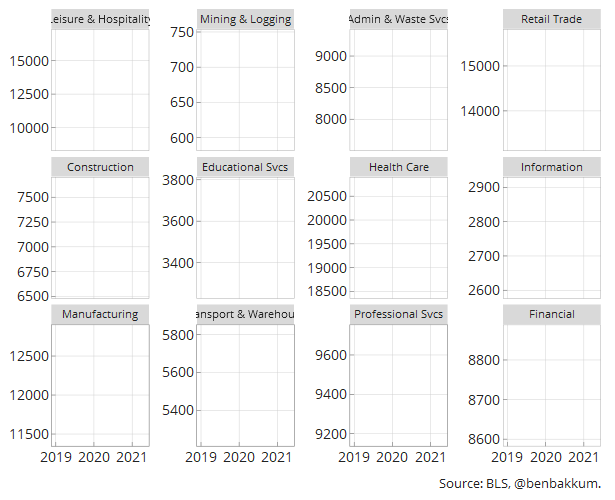 Leisure & Hospitality Mining & Logging Admin & Waste Svcs Retail Trade
15000 12500 10000
750 700 650 600
9000 8500 8000
15000 14000
Construction Educational Svcs Health Care Information
7500 7250 7000 6750 6500
3800 3600 3400
20500 20000 19500 19000 18500
2900 2800 2700 2600
Manufacturing ansport & Warehou Professional Svcs Financial
12500 12000 11500
5800 5600 5400
9600 9400 9200
8800 8700 8600
2019 2020 2021 2019 2020 2021 2019 2020 2021 2019 2020 2021
Source: BLS, @benbakkum.